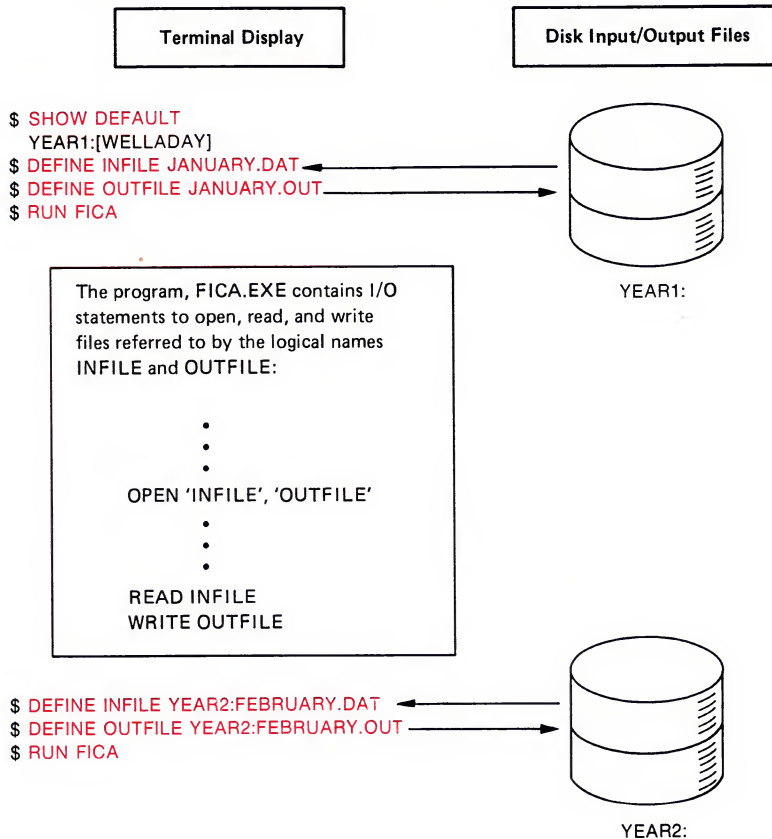 Terminal Display
Disk Input/Output Files
$ SHOW DEFAULT
YEAR1:[WELLADAY]
$ DEFINE INFILE JANUARY.DAT
$ DEFINE OUTFILE JANUARY.OUT
$ RUN FICA
YEAR1:
The program, FICA.EXE contains I/O
statements to open, read, and write
files referred to by the logical names
INFILE and OUTFILE:
•
•
•
OPEN 'INFILE', 'OUTFILE'
•
•
•
READ INFILE
WRITE OUTFILE
$ DEFINE INFILE YEAR2:FEBRUARY.DAT
$ DEFINE OUTFILE YEAR2:FEBRUARY.OUT
$ RUN FICA
YEAR2: